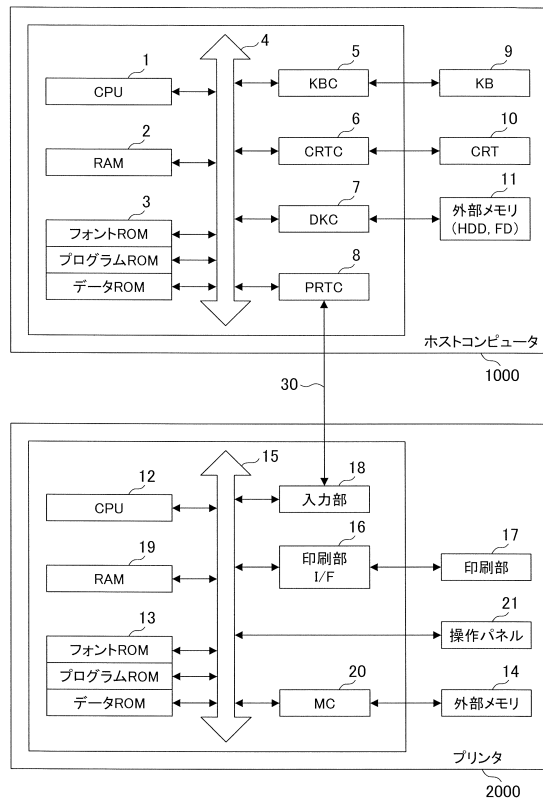 4
1
CPU
2
RAM
3
フォントROM
プログラムROM
データROM
5
KBC
9
KB
6
CRTC
10
CRT
7
DKC
11
外部メモリ
(HDD, FD)
8
PRTC
ホストコンピュータ
1000
30
15
12
CPU
19
RAM
13
フォントROM
プログラムROM
データROM
18
入力部
16
印刷部
I/F
17
印刷部
21
操作パネル
20
MC
14
外部メモリ
プリンタ
2000